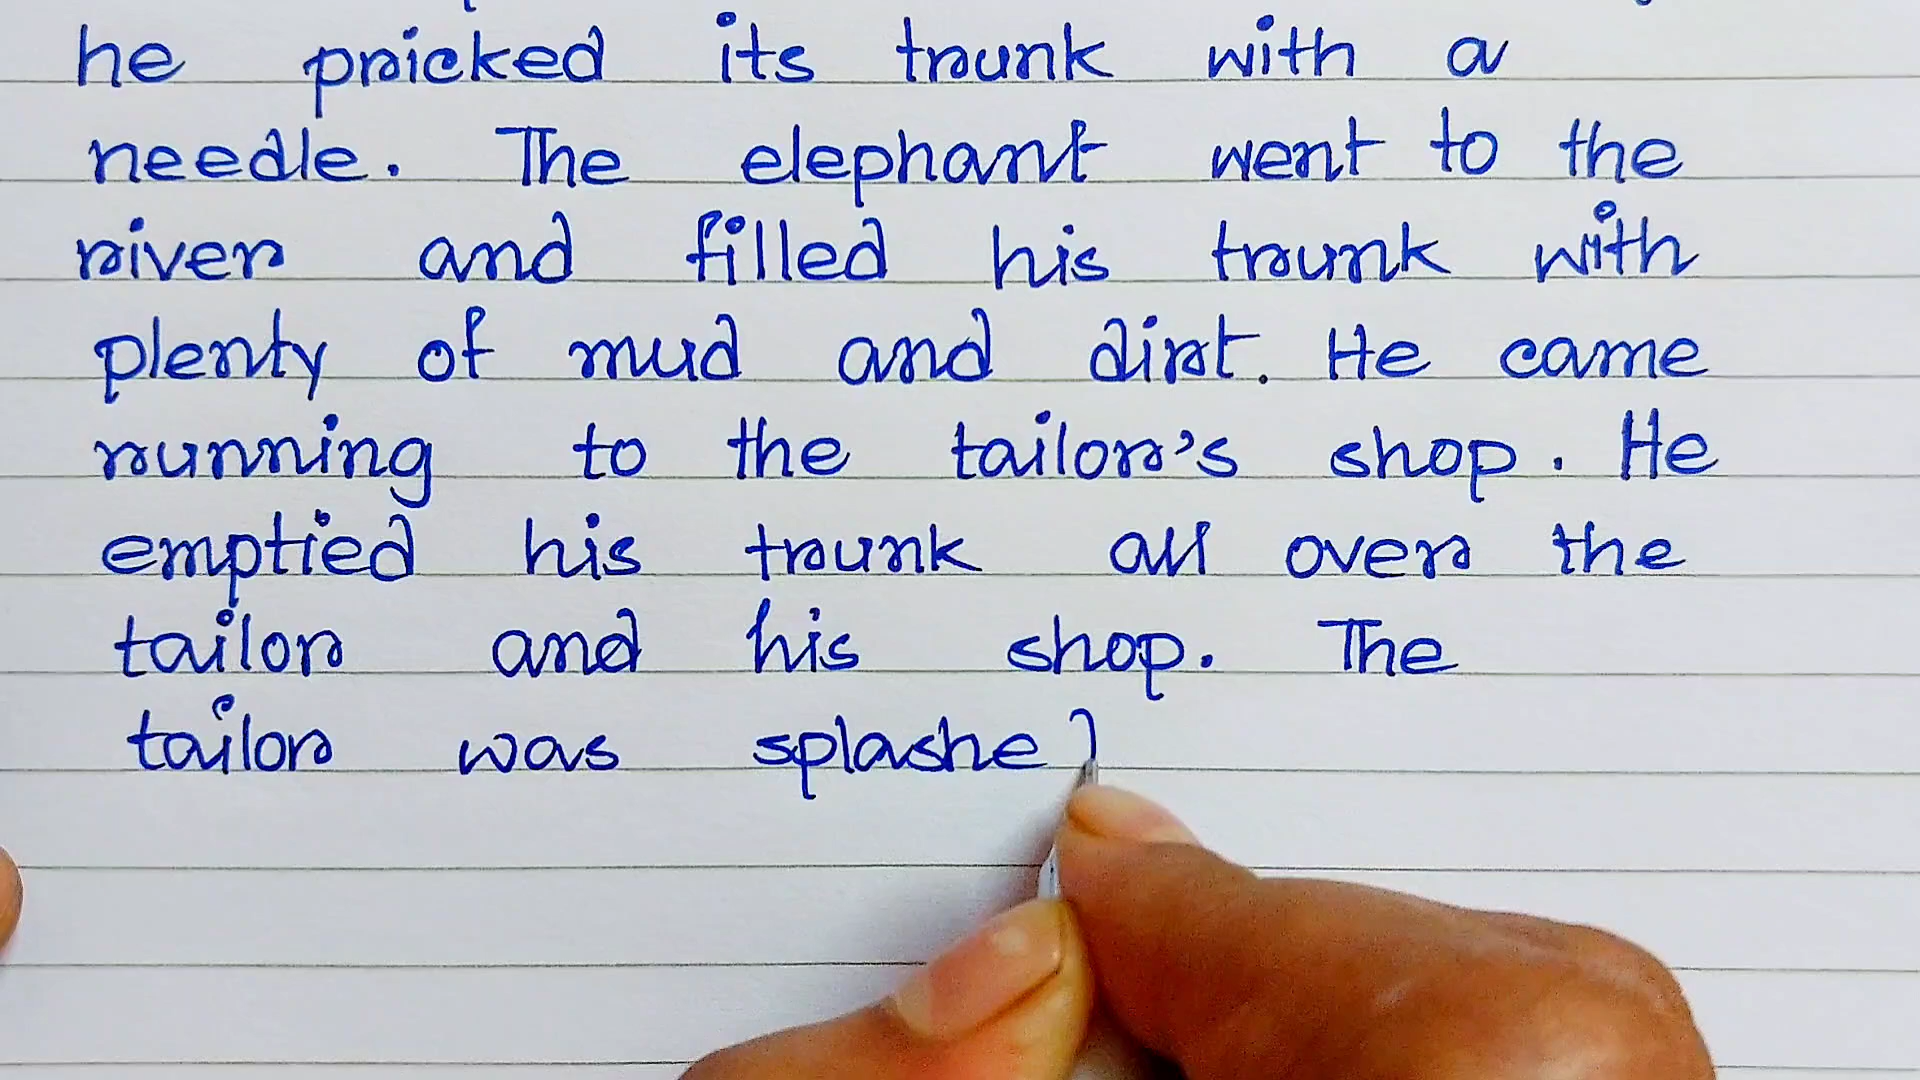 he pricked its trunk with a
needle. The elephant went to the
river and filled his trunk with
plenty of mud and dirt. He came
running to the tailor's shop. He
emptied his trunk all over the
tailor and his shop. The
tailor was splashe